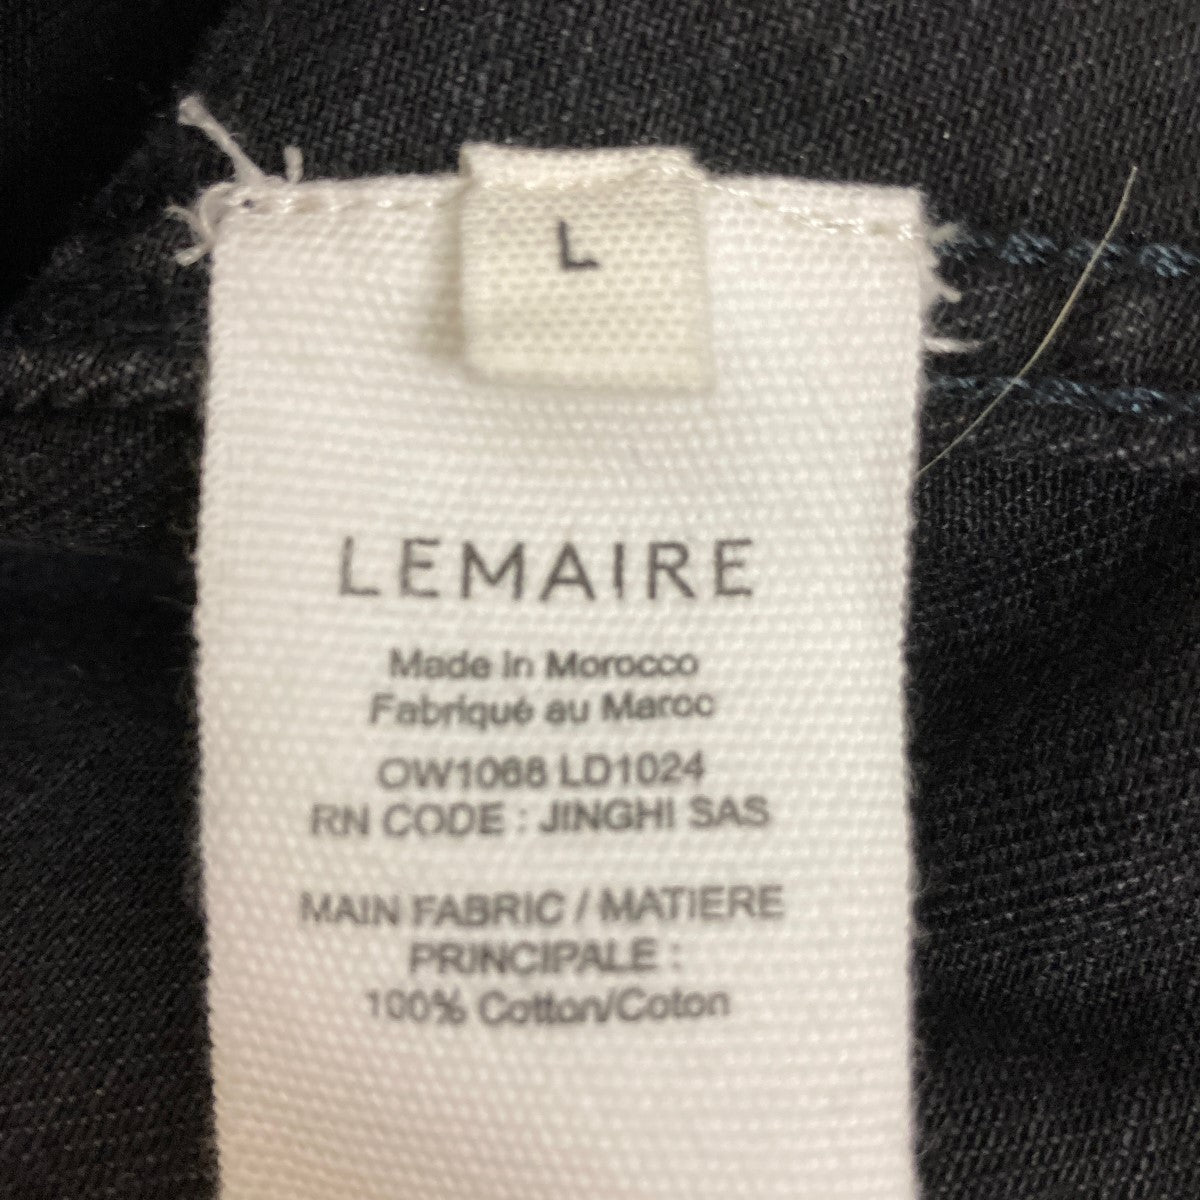 L
LEMAIRE
Made in Morocco
Fabriqué au Maroc
OW1068 LD1024
RN CODE : JINGHI SAS
MAIN FABRIC / MATIERE
PRINCIPALE :
100% Cotton/Coton